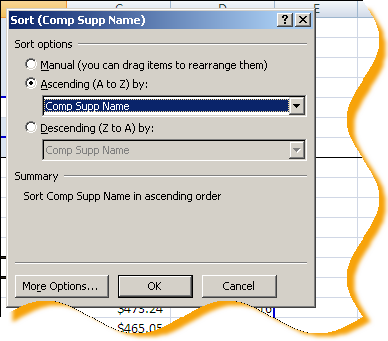 Sort (Comp Supp Name)
Sort options
Manual (you can drag items to rearrange them)
Ascending (A to Z) by:
Comp Supp Name
Descending (Z to A) by:
Comp Supp Name
Summary
Sort Comp Supp Name in ascending order
More Options... OK Cancel
$465.05